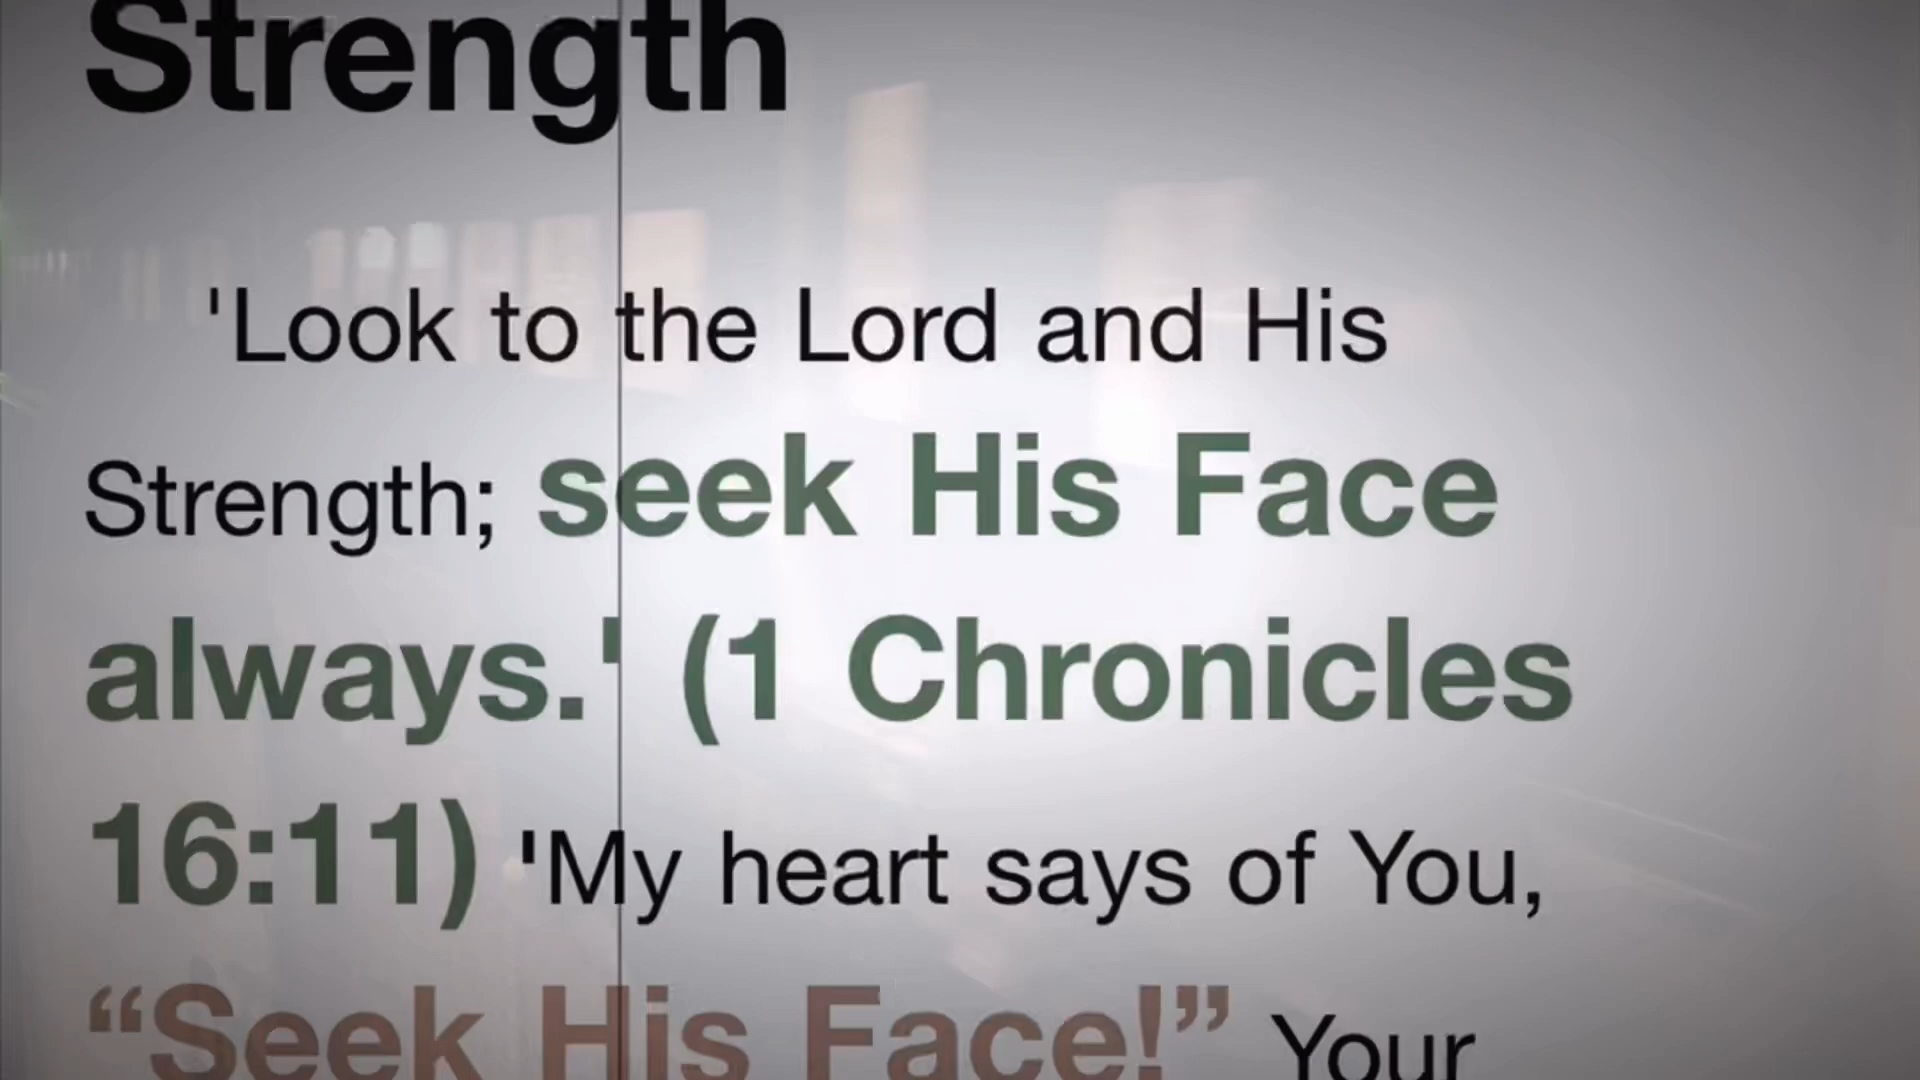 Strength
'Look to the Lord and His
Strength; seek His Face
always.' (1 Chronicles
16:11) 'My heart says of You,
“Seek His Face!” Your